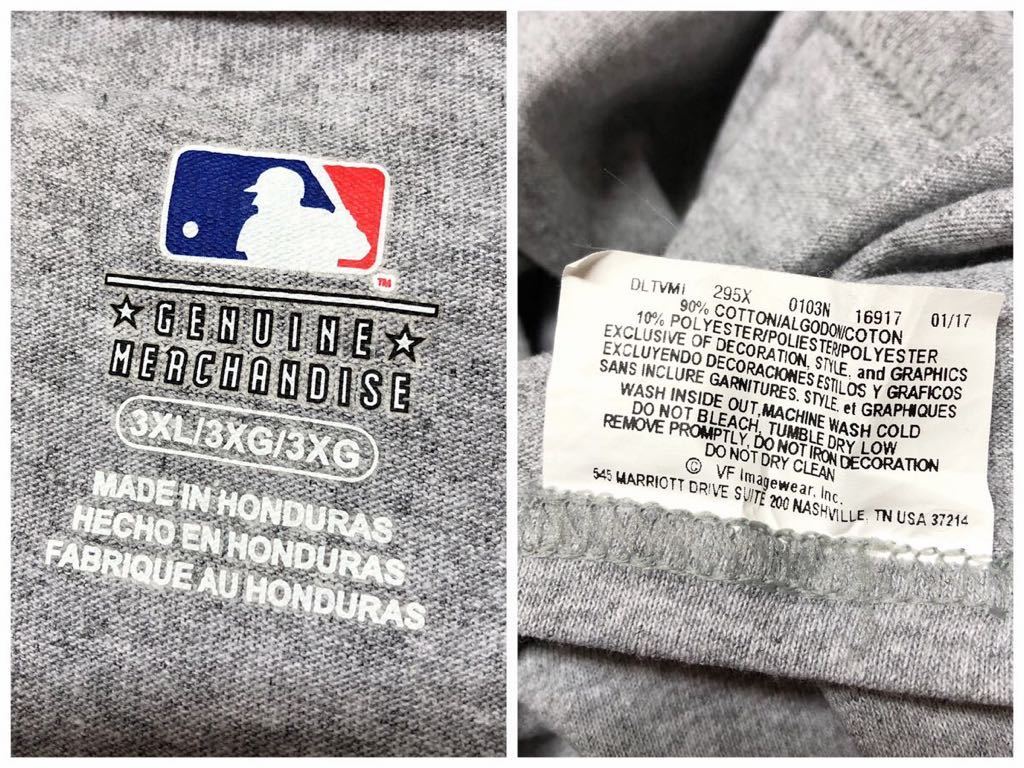 TM
GENUINE
MERCHANDISE
3XL/3XG/3XG
MADE IN HONDURAS
HECHO EN HONDURAS
FABRIQUE AU HONDURAS
DLTVM1 295X 0103N 16917 01/17
90% COTTON/ALGODON/COTON
10% POLYESTER/POLIESTER/POLYESTER
EXCLUSIVE OF DECORATION, STYLE, and GRAPHICS
EXCLUYENDO DECORACIONES ESTILOS Y GRAFICOS
SANS INCLURE GARNITURES, STYLE, et GRAPHIQUES
WASH INSIDE OUT, MACHINE WASH COLD
DO NOT BLEACH, TUMBLE DRY LOW
REMOVE PROMPTLY, DO NOT IRON DECORATION
DO NOT DRY CLEAN
© VF Imagewear, Inc.
545 MARRIOTT DRIVE SUITE 200 NASHVILLE, TN USA 37214